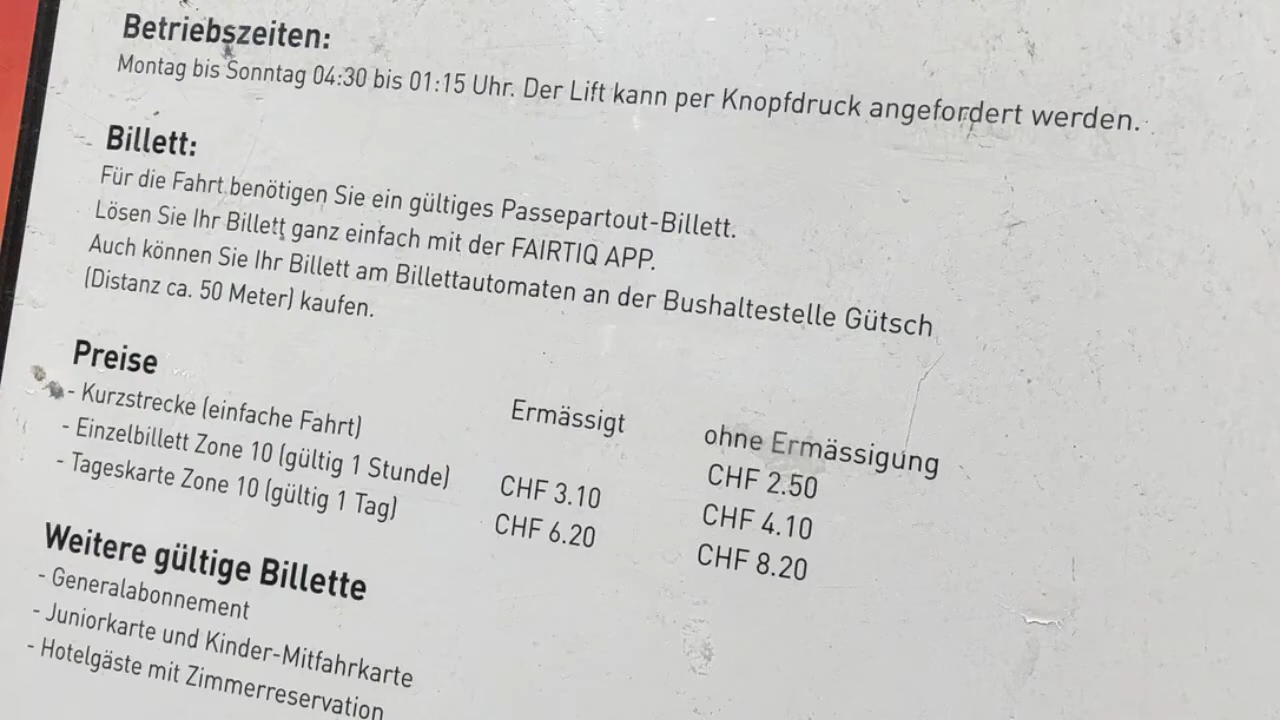 Betriebszeiten:
Montag bis Sonntag 04:30 bis 01:15 Uhr. Der Lift kann per Knopfdruck angefordert werden.
Billett:
Für die Fahrt benötigen Sie ein gültiges Passepartout-Billett.
Lösen Sie Ihr Billett ganz einfach mit der FAIRTIQ APP.
Auch können Sie Ihr Billett am Billettautomaten an der Bushaltestelle Gütsch
(Distanz ca. 50 Meter) kaufen.
Preise Ermässigt ohne Ermässigung
- Kurzstrecke (einfache Fahrt) CHF 2.50
- Einzelbillett Zone 10 (gültig 1 Stunde) CHF 3.10 CHF 4.10
- Tageskarte Zone 10 (gültig 1 Tag) CHF 6.20 CHF 8.20
Weitere gültige Billette
- Generalabonnement
- Juniorkarte und Kinder-Mitfahrkarte
- Hotelgäste mit Zimmerreservation